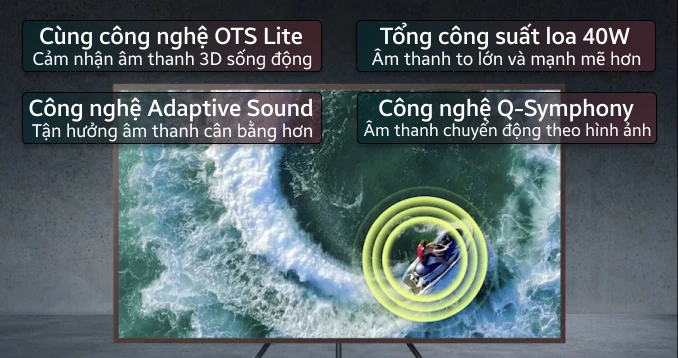 Cùng công nghệ OTS Lite
Cảm nhận âm thanh 3D sống động
Tổng công suất loa 40W
Âm thanh to lớn và mạnh mẽ hơn
Công nghệ Adaptive Sound
Tận hưởng âm thanh cân bằng hơn
Công nghệ Q-Symphony
Âm thanh chuyển động theo hình ảnh